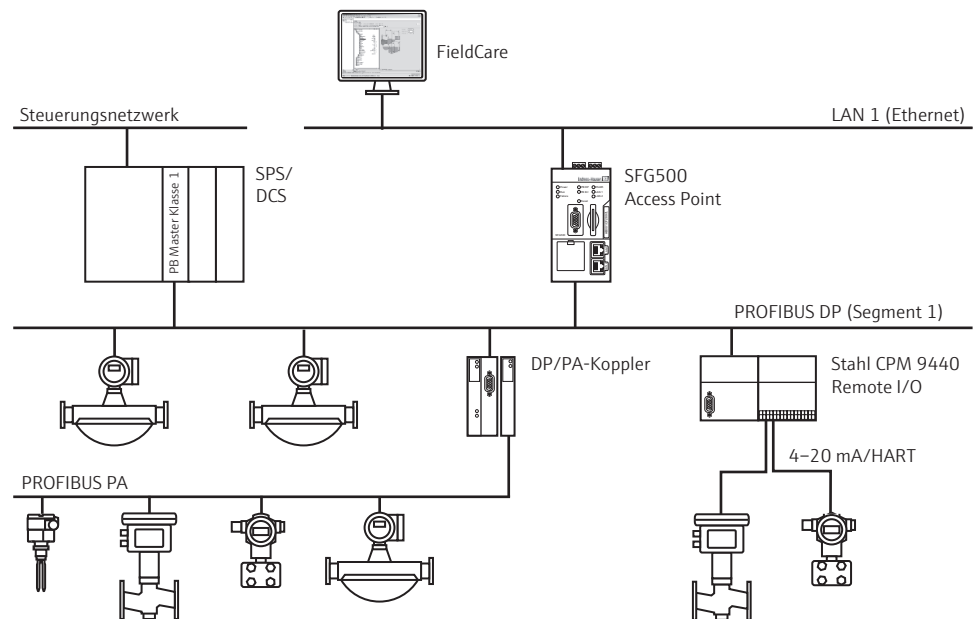 FieldCare
Steuerungsnetzwerk
LAN 1 (Ethernet)
PB Master Klasse 1
SPS/
DCS
SFG500
Access Point
PROFIBUS DP (Segment 1)
DP/PA-Koppler
Stahl CPM 9440
Remote I/O
4–20 mA/HART
PROFIBUS PA